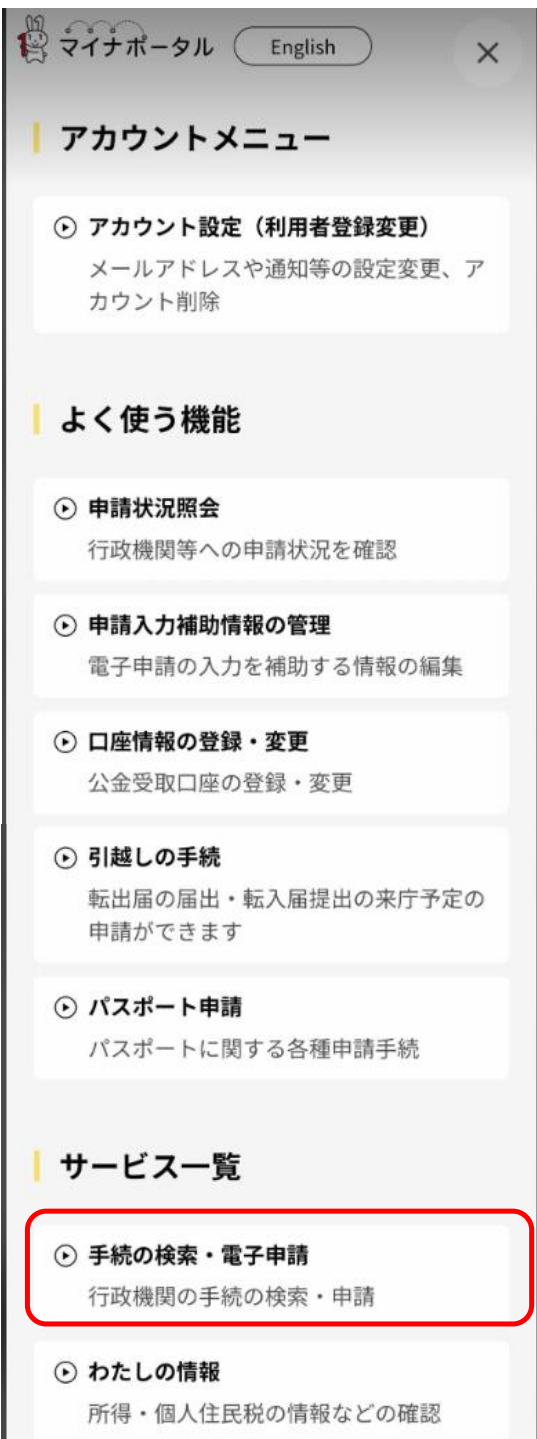 マイナポータル English
アカウントメニュー
アカウント設定（利用者登録変更）
メールアドレスや通知等の設定変更、ア
カウント削除
よく使う機能
申請状況照会
行政機関等への申請状況を確認
申請入力補助情報の管理
電子申請の入力を補助する情報の編集
口座情報の登録・変更
公金受取口座の登録・変更
引越しの手続
転出届の届出・転入届提出の来庁予定の
申請ができます
パスポート申請
パスポートに関する各種申請手続
サービス一覧
手続の検索・電子申請
行政機関の手続の検索・申請
わたしの情報
所得・個人住民税の情報などの確認